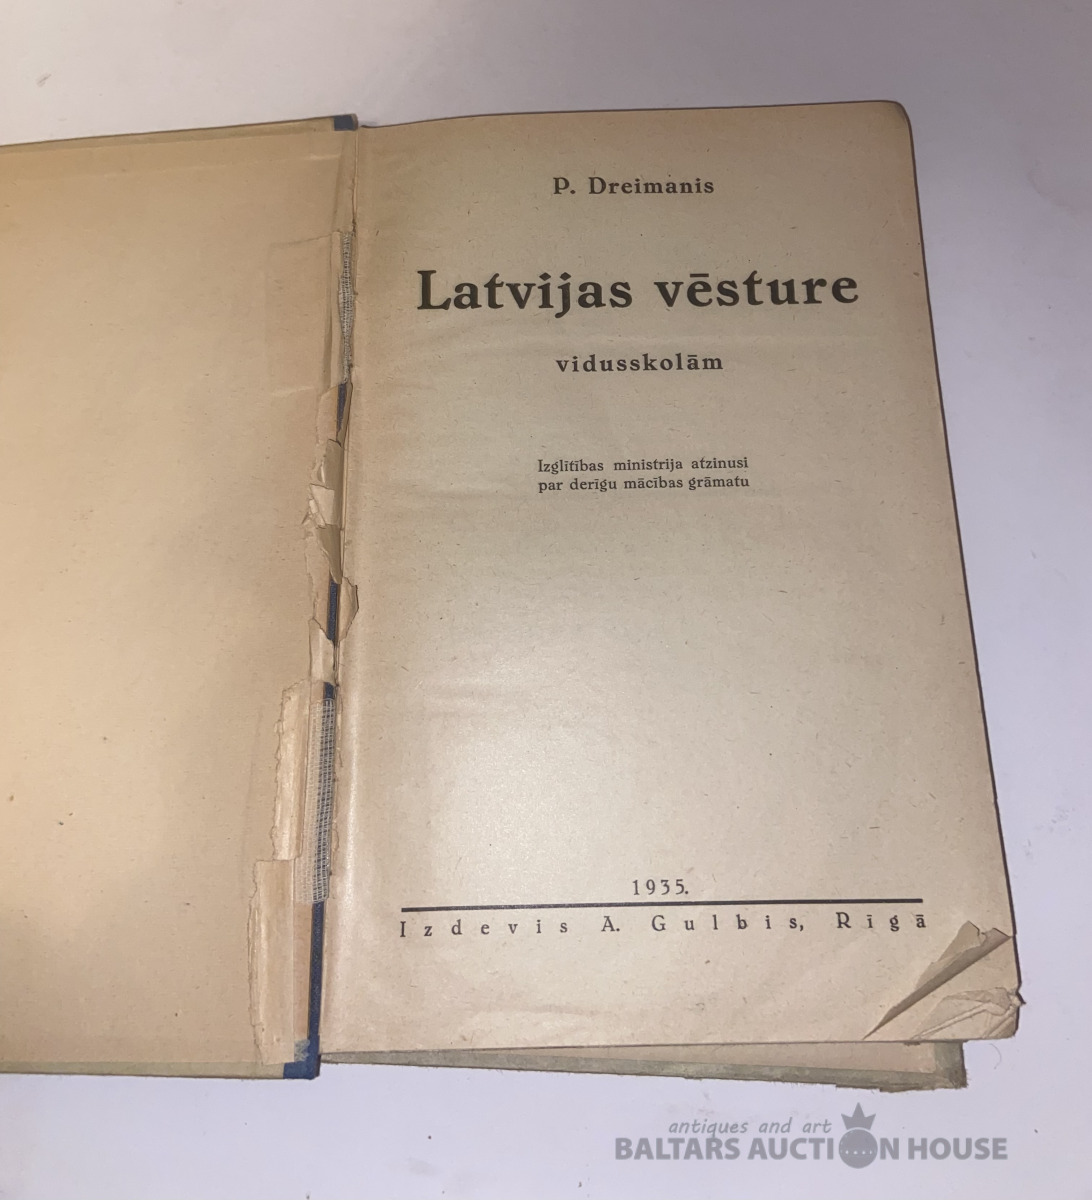 P. Dreimanis
Latvijas vēsture
vidusskolām
Izglītības ministrija atzinusi
par derīgu mācības grāmatu
1935.
Izdevis A. Gulbis, Rīgā
antiques and art
BALTARS AUCTION HOUSE